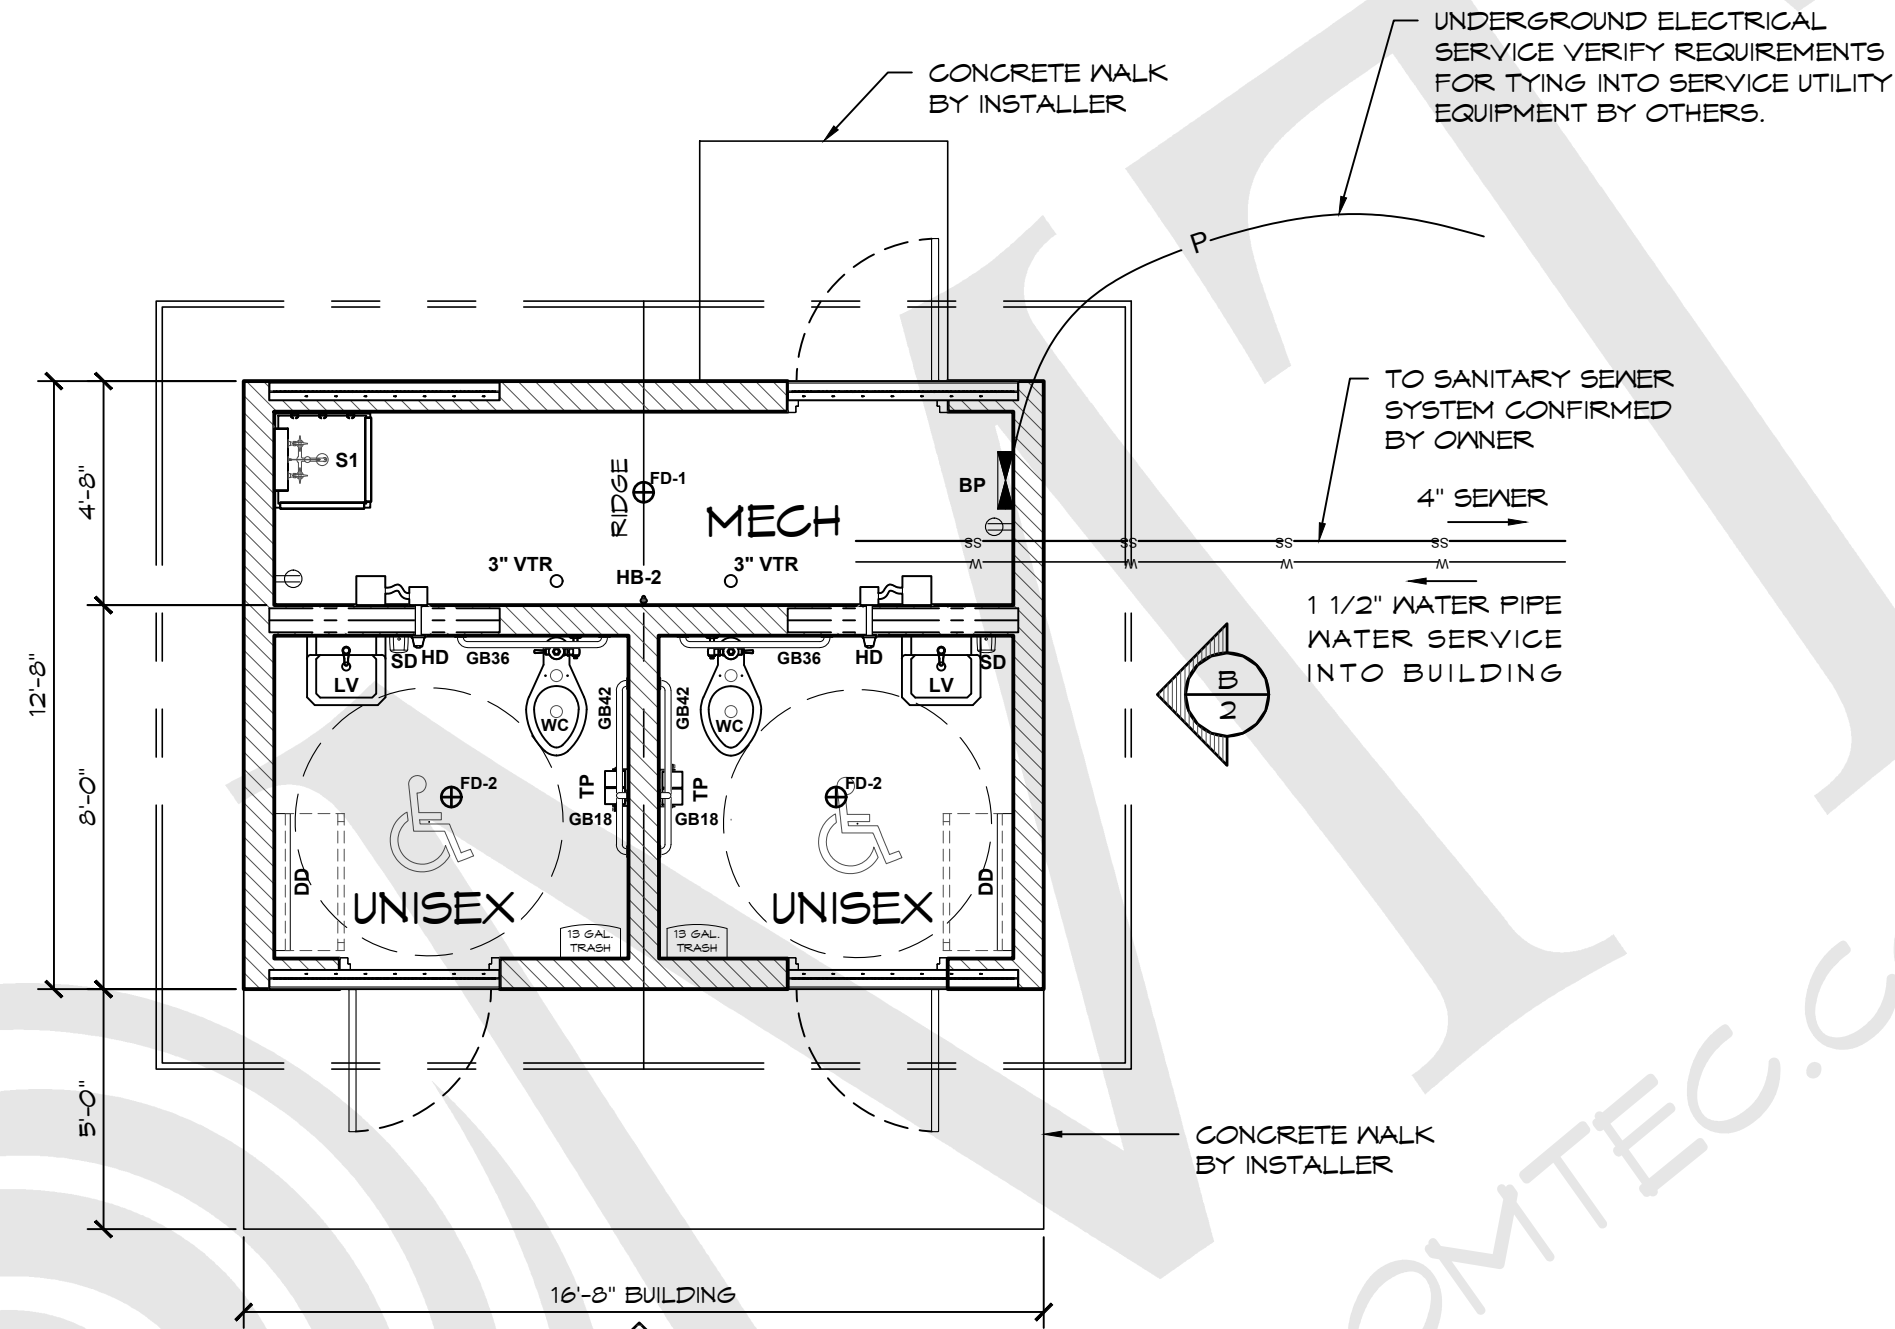 UNDERGROUND ELECTRICAL
SERVICE VERIFY REQUIREMENTS
FOR TYING INTO SERVICE UTILITY
EQUIPMENT BY OTHERS.
CONCRETE WALK
BY INSTALLER
P
TO SANITARY SEWER
SYSTEM CONFIRMED
BY OWNER
4" SEWER
SS SS SS SS
W W W W
1 1/2" WATER PIPE
WATER SERVICE
INTO BUILDING
B
2
12'-8"
4'-8"
8'-0"
5'-0"
S1
RIDGE
FD-1
MECH
BP
3" VTR
HB-2
3" VTR
LV
SD
HD
GB36
WC
GB42
GB42
WC
GB36
HD
LV
SD
FD-2
TP
GB18
TP
GB18
FD-2
DD
UNISEX
13 GAL.
TRASH
13 GAL.
TRASH
UNISEX
DD
CONCRETE WALK
BY INSTALLER
16'-8" BUILDING
OMTEC.C